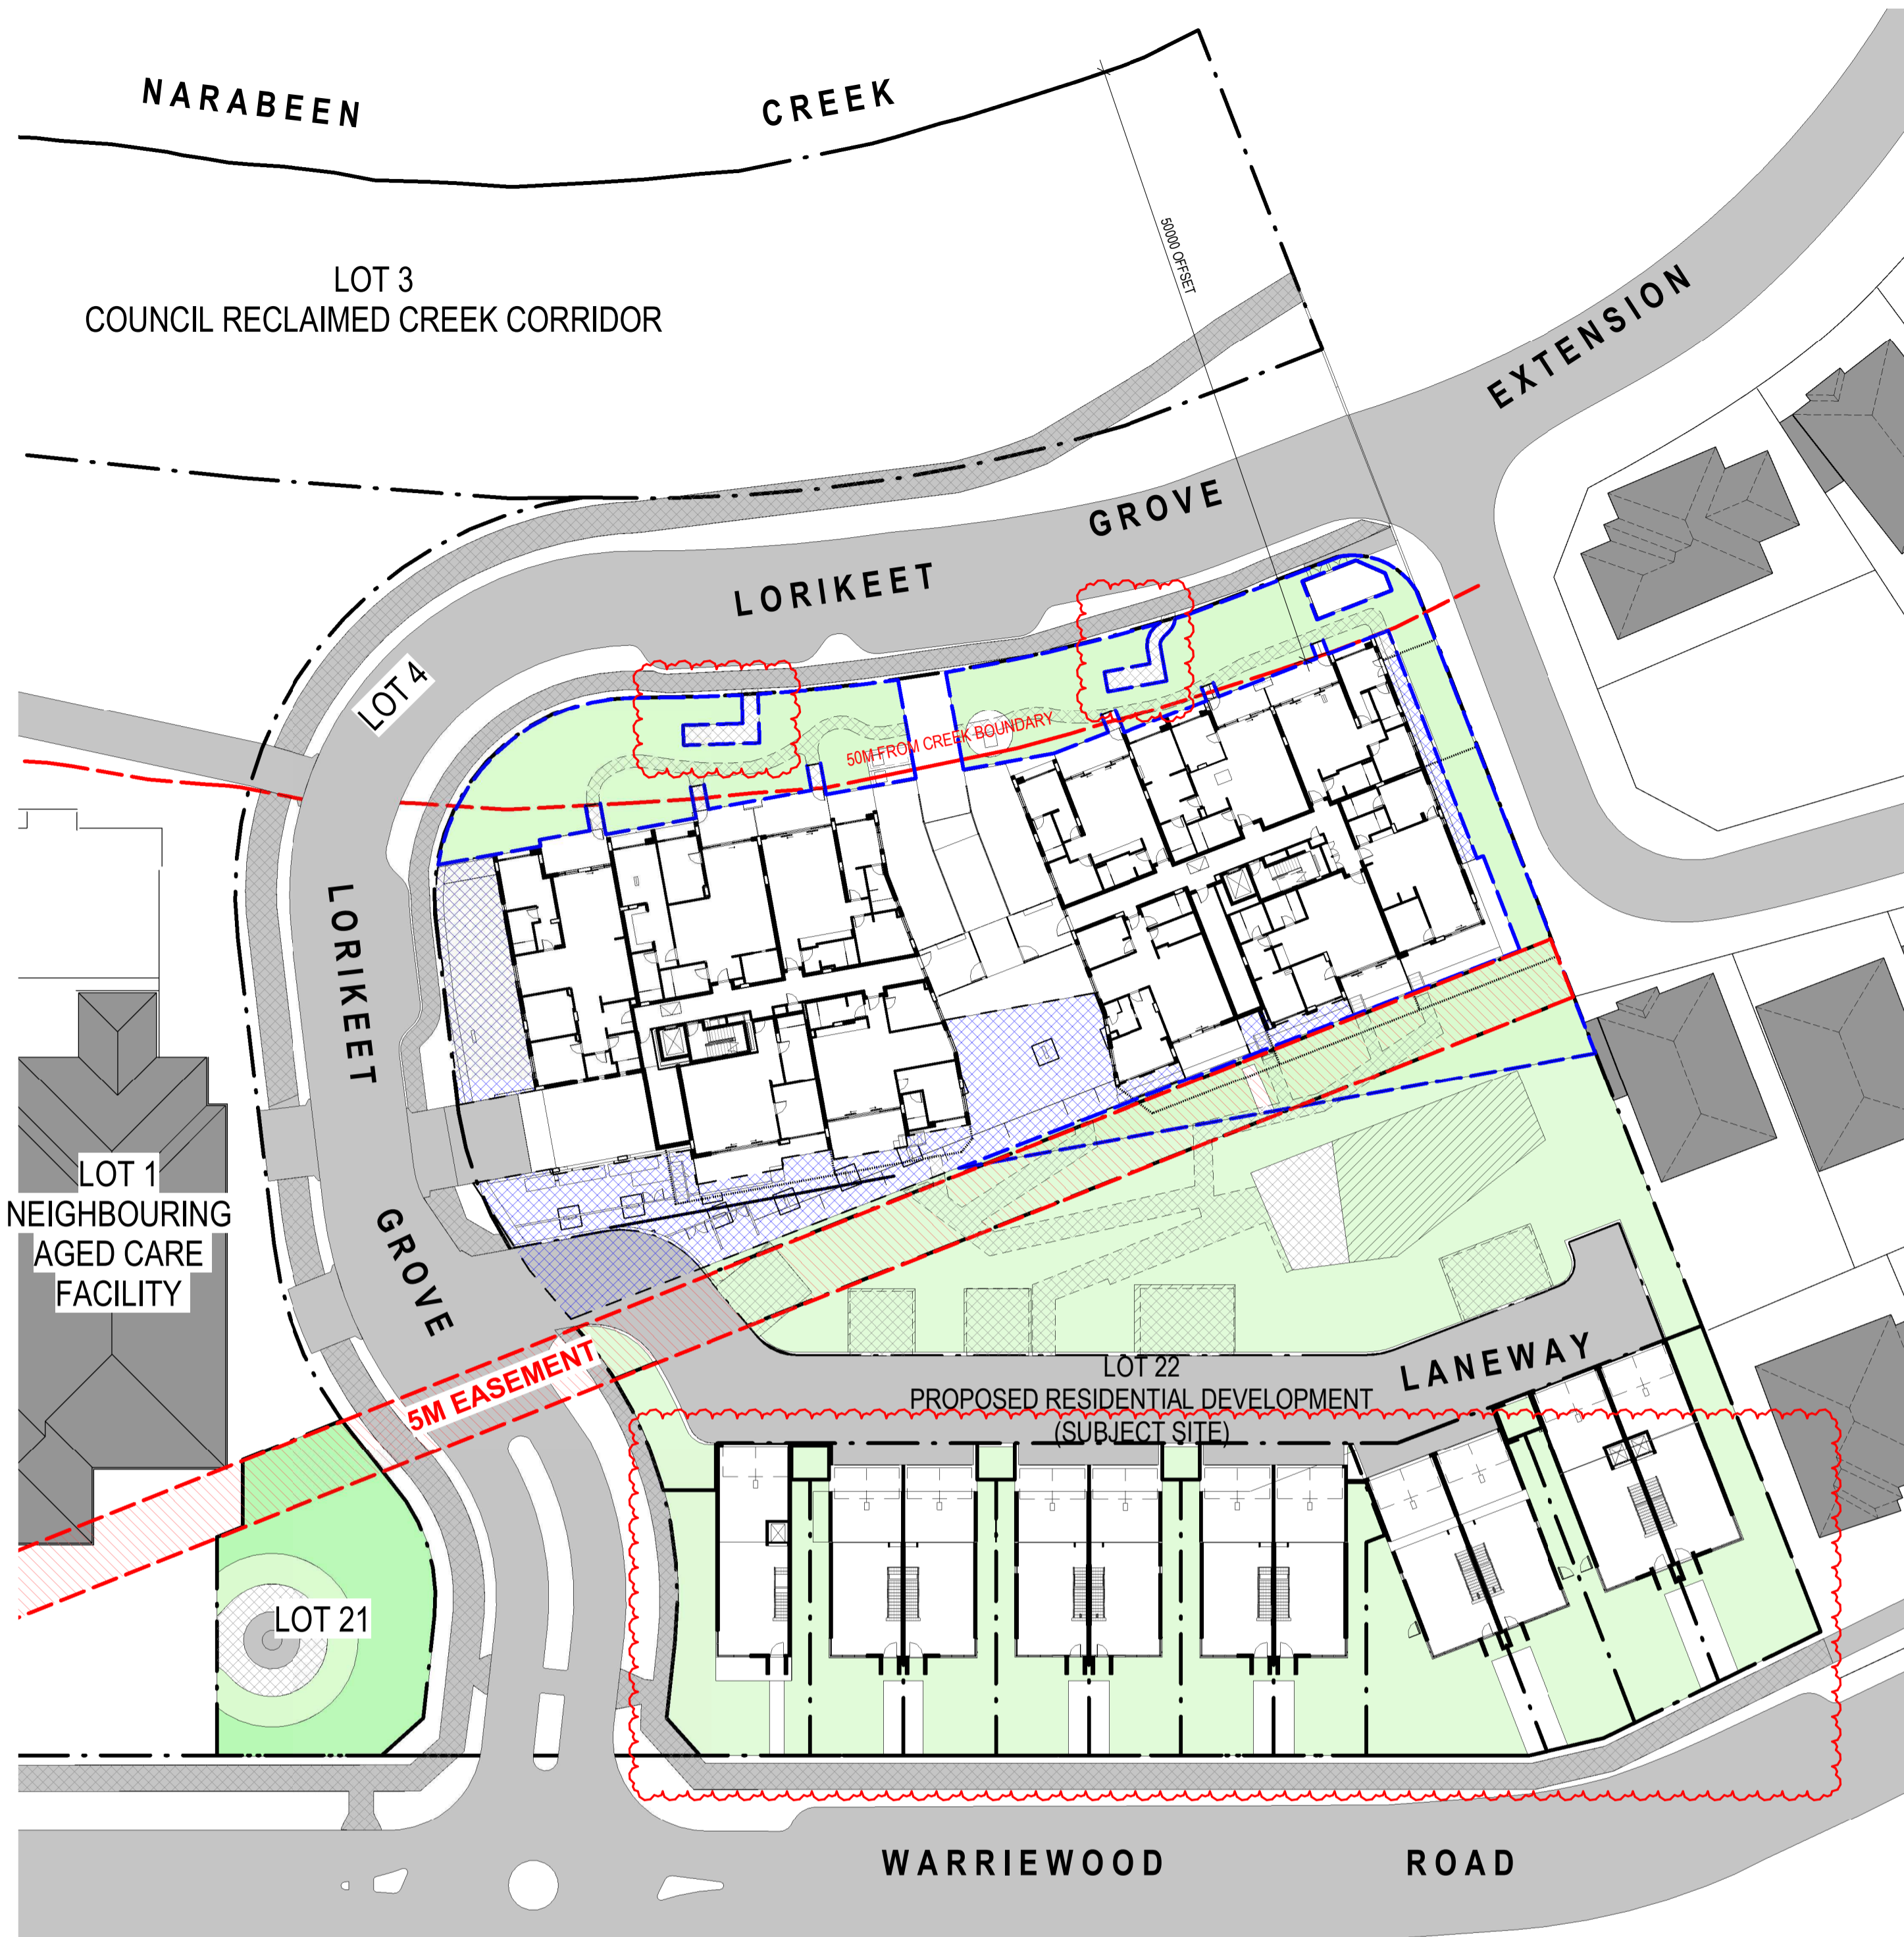 NARABEEN CREEK
50000 OFFSET
LOT 3
COUNCIL RECLAIMED CREEK CORRIDOR
EXTENSION
GROVE
LORIKEET
LOT 4
50M FROM CREEK BOUNDARY
LORIKEET
GROVE
LOT 1
NEIGHBOURING
AGED CARE
FACILITY
5M EASEMENT
LANEWAY
LOT 22
PROPOSED RESIDENTIAL DEVELOPMENT
(SUBJECT SITE)
LOT 21
WARRIEWOOD ROAD